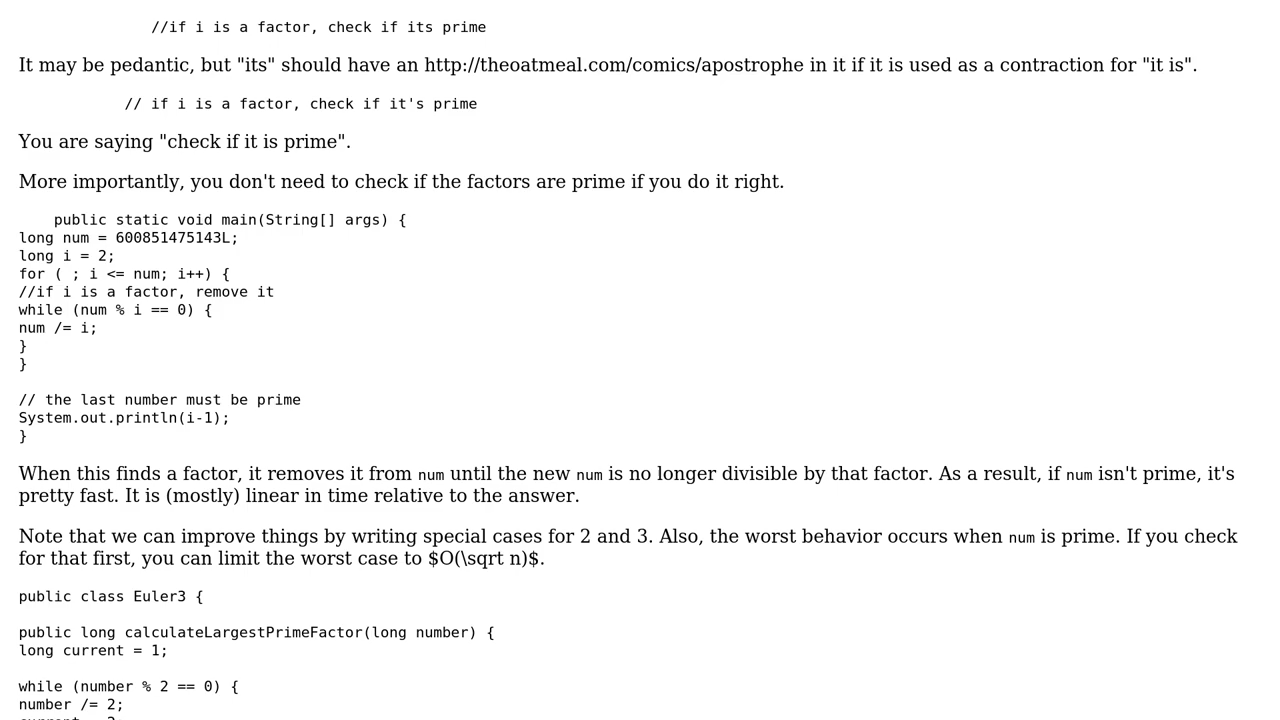 //if i is a factor, check if its prime
It may be pedantic, but "its" should have an http://theoatmeal.com/comics/apostrophe in it if it is used as a contraction for "it is".
// if i is a factor, check if it's prime
You are saying "check if it is prime".
More importantly, you don't need to check if the factors are prime if you do it right.
public static void main(String[] args) {
long num = 600851475143L;
long i = 2;
for ( ; i <= num; i++) {
//if i is a factor, remove it
while (num % i == 0) {
num /= i;
}
}
// the last number must be prime
System.out.println(i-1);
}
When this finds a factor, it removes it from num until the new num is no longer divisible by that factor. As a result, if num isn't prime, it's
pretty fast. It is (mostly) linear in time relative to the answer.
Note that we can improve things by writing special cases for 2 and 3. Also, the worst behavior occurs when num is prime. If you check
for that first, you can limit the worst case to $O(\sqrt n)$.
public class Euler3 {
public long calculateLargestPrimeFactor(long number) {
long current = 1;
while (number % 2 == 0) {
number /= 2;